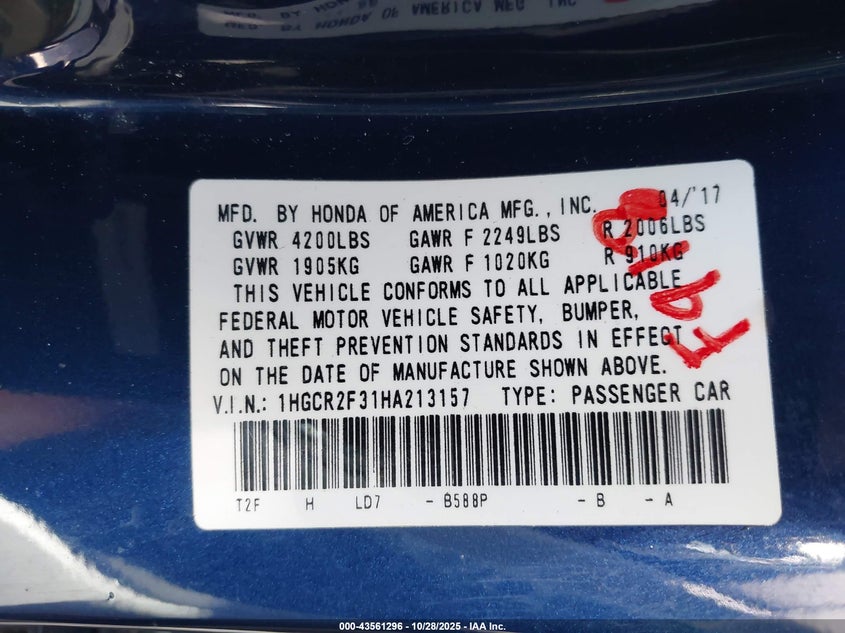 MFD. BY HONDA OF AMERICA MFG., INC. 04/'17
GVWR 4200LBS GAWR F 2249LBS R 2006LBS
GVWR 1905KG GAWR F 1020KG R 910KG
THIS VEHICLE CONFORMS TO ALL APPLICABLE
FEDERAL MOTOR VEHICLE SAFETY, BUMPER,
AND THEFT PREVENTION STANDARDS IN EFFECT
ON THE DATE OF MANUFACTURE SHOWN ABOVE.
V.I.N.: 1HGCR2F31HA213157 TYPE: PASSENGER CAR
T2F H LD7 - B588P - B - A
000-43561296 - 10/28/2025 - IAA Inc.